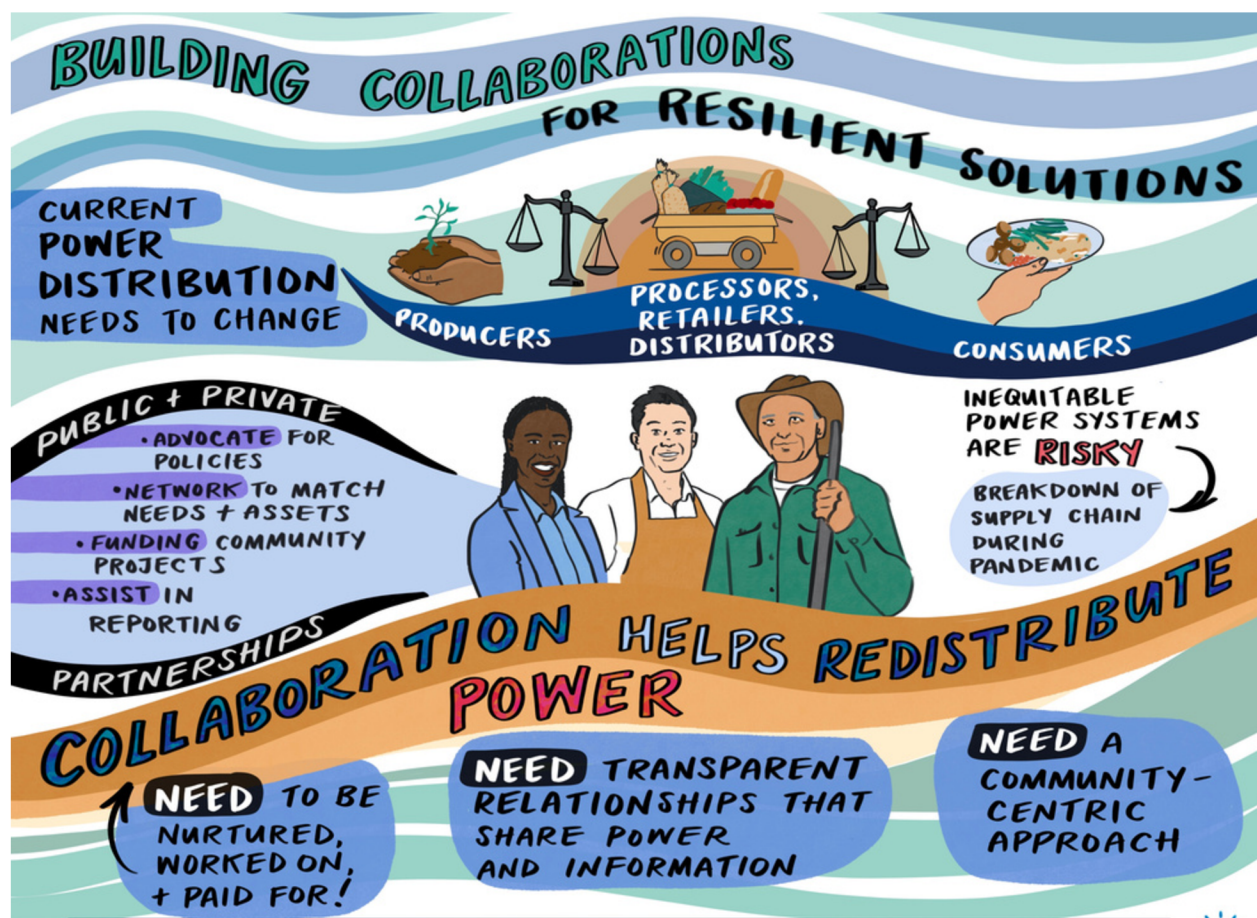 BUILDING COLLABORATIONS
FOR RESILIENT SOLUTIONS
CURRENT
POWER
DISTRIBUTION
NEEDS TO CHANGE
PRODUCERS
PROCESSORS,
RETAILERS,
DISTRIBUTORS
CONSUMERS
PUBLIC + PRIVATE
• ADVOCATE FOR
POLICIES
• NETWORK TO MATCH
NEEDS + ASSETS
• FUNDING COMMUNITY
PROJECTS
• ASSIST IN
REPORTING
PARTNERSHIPS
INEQUITABLE
POWER SYSTEMS
ARE RISKY
BREAKDOWN OF
SUPPLY CHAIN
DURING
PANDEMIC
COLLABORATION HELPS REDISTRIBUTE
POWER
NEED TO BE
NURTURED,
WORKED ON,
+ PAID FOR!
NEED TRANSPARENT
RELATIONSHIPS THAT
SHARE POWER
AND INFORMATION
NEED A
COMMUNITY-
CENTRIC
APPROACH